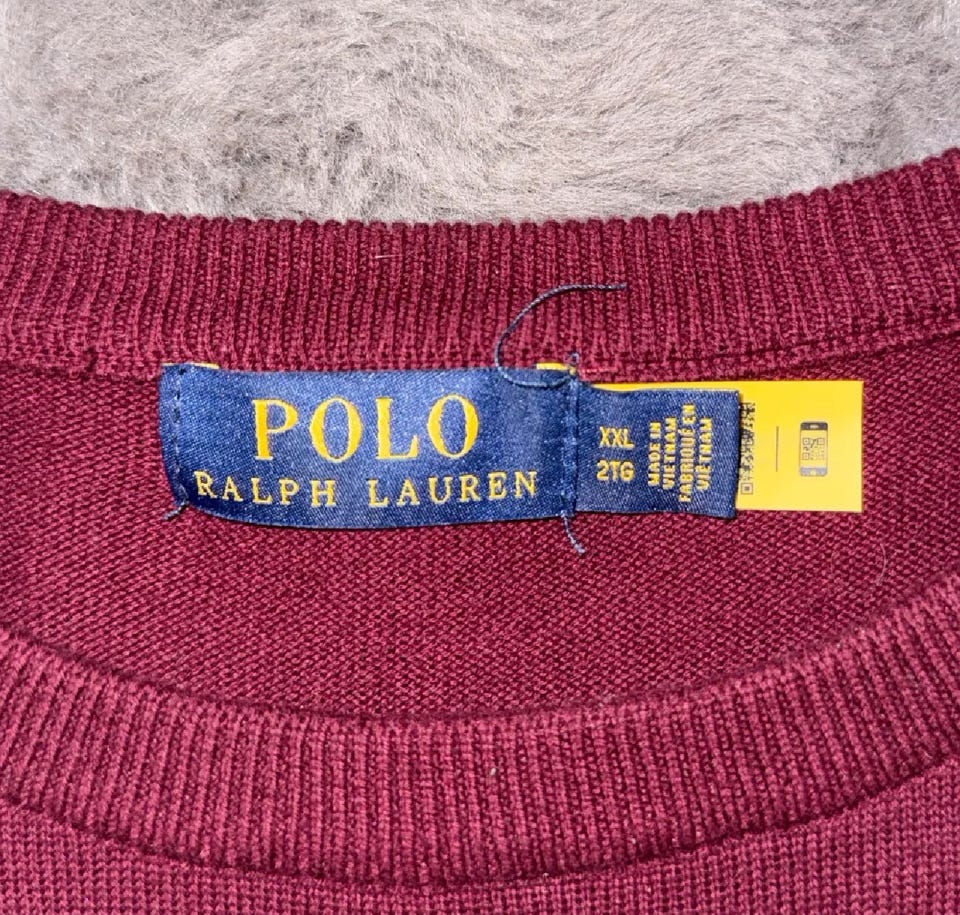 POLO
RALPH LAUREN
XXL
2TG
MADE IN
VIETNAM
FABRIQUÉ EN
VIETNAM